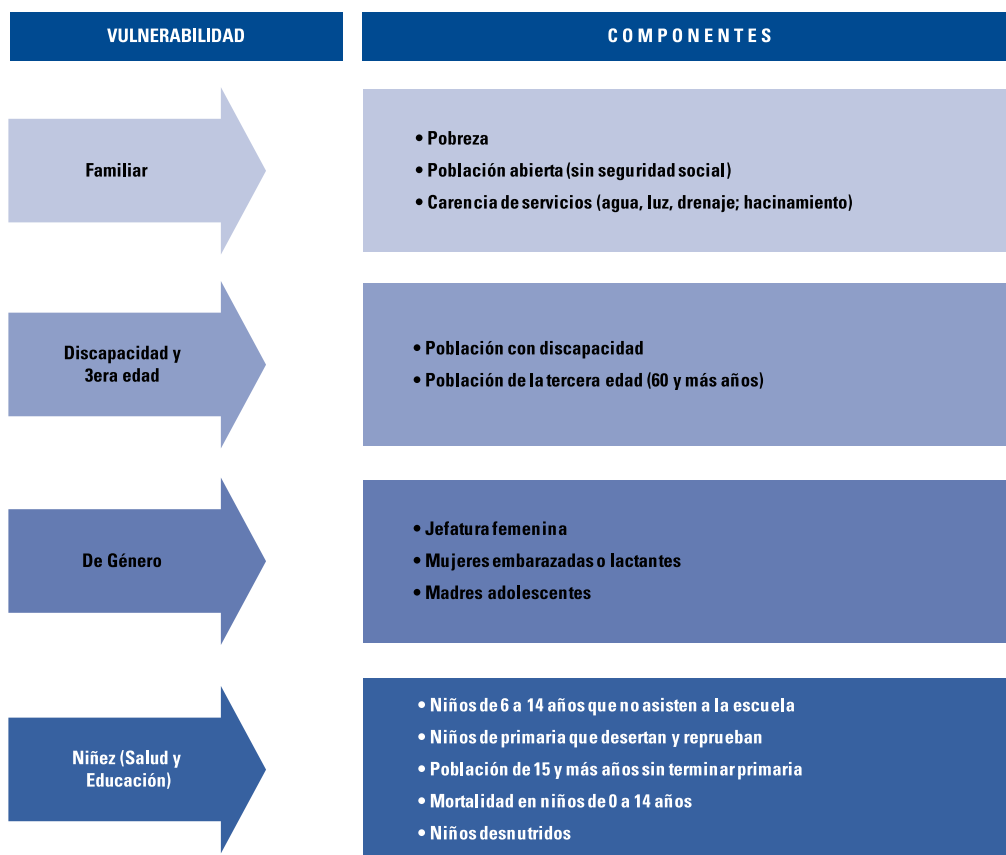 VULNERABILIDAD
COMPONENTES
Familiar
• Pobreza
• Población abierta (sin seguridad social)
• Carencia de servicios (agua, luz, drenaje; hacinamiento)
Discapacidad y
3era edad
• Población con discapacidad
• Población de la tercera edad (60 y más años)
De Género
• Jefatura femenina
• Mujeres embarazadas o lactantes
• Madres adolescentes
Niñez (Salud y
Educación)
• Niños de 6 a 14 años que no asisten a la escuela
• Niños de primaria que desertan y reprueban
• Población de 15 y más años sin terminar primaria
• Mortalidad en niños de 0 a 14 años
• Niños desnutridos